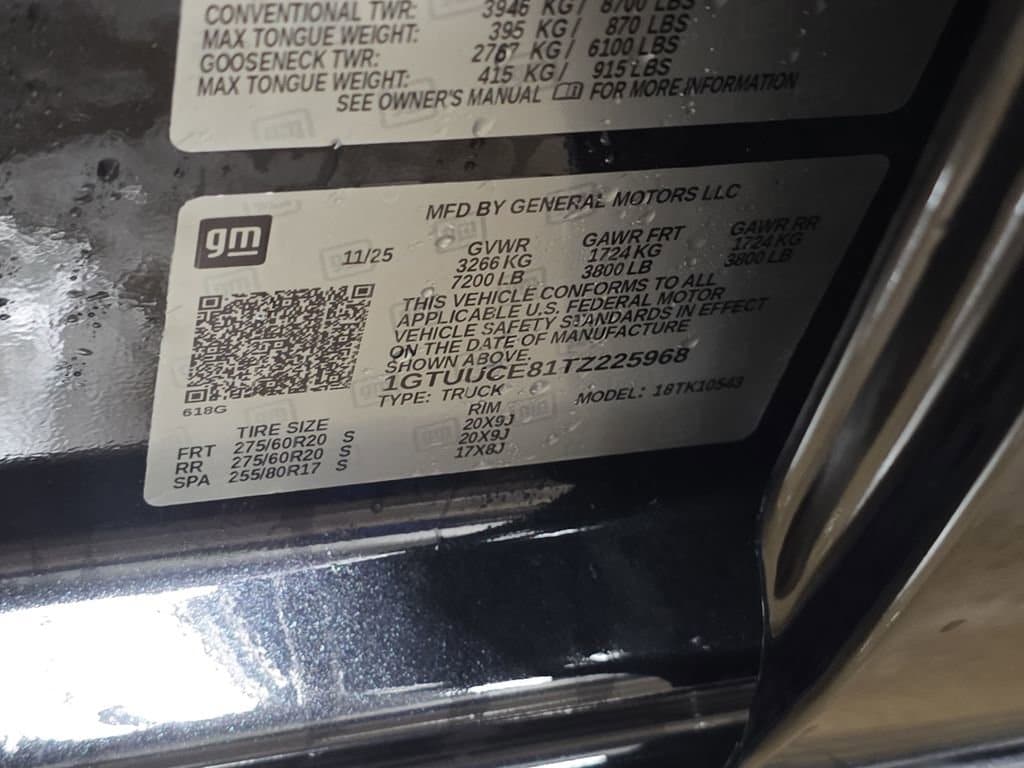 CONVENTIONAL TWR: 3946 KG/ 8700 LBS
MAX TONGUE WEIGHT: 395 KG/ 870 LBS
GOOSENECK TWR: 2767 KG/ 6100 LBS
MAX TONGUE WEIGHT: 415 KG/ 915 LBS
SEE OWNER'S MANUAL FOR MORE INFORMATION
gm
MFD BY GENERAL MOTORS LLC
11/25
GVWR GAWR FRT GAWR RR
3266 KG 1724 KG 1724 KG
7200 LB 3800 LB 3800 LB
THIS VEHICLE CONFORMS TO ALL
APPLICABLE U.S. FEDERAL MOTOR
VEHICLE SAFETY STANDARDS IN EFFECT
ON THE DATE OF MANUFACTURE
SHOWN ABOVE.
1GTUUCE81TZ225968
TYPE: TRUCK MODEL: 18TK10543
618G
TIRE SIZE RIM
FRT 275/60R20 S 20X9J
RR 275/60R20 S 20X9J
SPA 255/80R17 S 17X8J